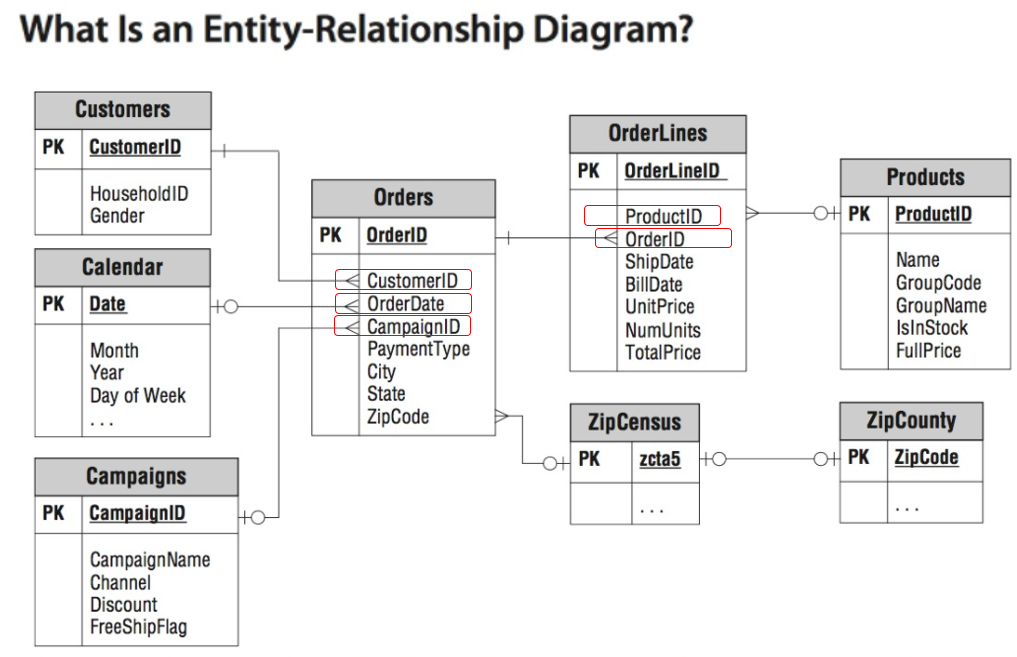 What Is an Entity-Relationship Diagram?
Customers
PK CustomerID
HouseholdID
Gender
Calendar
PK Date
Month
Year
Day of Week
...
Campaigns
PK CampaignID
CampaignName
Channel
Discount
FreeShipFlag
Orders
PK OrderID
CustomerID
OrderDate
CampaignID
PaymentType
City
State
ZipCode
OrderLines
PK OrderLineID
ProductID
OrderID
ShipDate
BillDate
UnitPrice
NumUnits
TotalPrice
Products
PK ProductID
Name
GroupCode
GroupName
IsInStock
FullPrice
ZipCensus
PK zcta5
...
ZipCounty
PK ZipCode
...